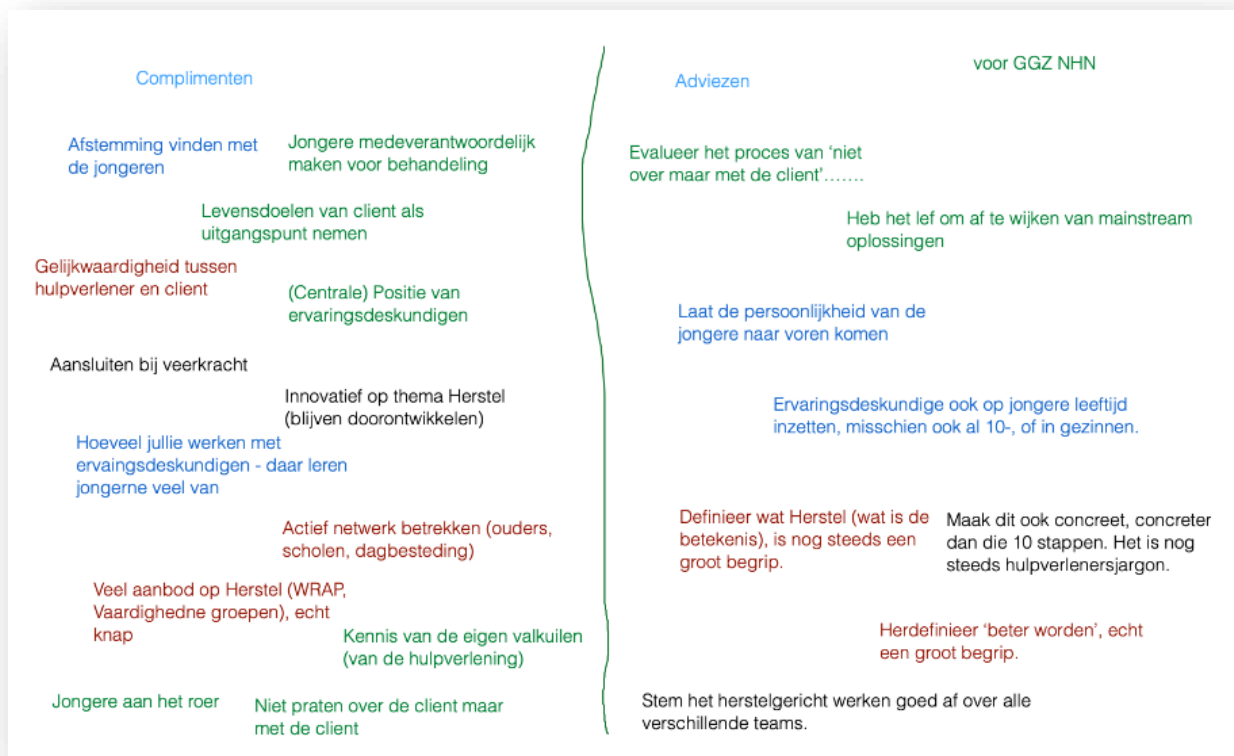 Complimenten
Afstemming vinden met
de jongeren
Jongere medeverantwoordelijk
maken voor behandeling
Levensdoelen van client als
uitgangspunt nemen
Gelijkwaardigheid tussen
hulpverlener en client
(Centrale) Positie van
ervaringsdeskundigen
Aansluiten bij veerkracht
Innovatief op thema Herstel
(blijven doorontwikkelen)
Hoeveel jullie werken met
ervaingsdeskundigen - daar leren
jongerne veel van
Actief netwerk betrekken (ouders,
scholen, dagbesteding)
Veel aanbod op Herstel (WRAP,
Vaardighedne groepen), echt
knap
Kennis van de eigen valkuilen
(van de hulpverlening)
Jongere aan het roer
Niet praten over de client maar
met de client
Adviezen
voor GGZ NHN
Evalueer het proces van ‘niet
over maar met de client’.......
Heb het lef om af te wijken van mainstream
oplossingen
Laat de persoonlijkheid van de
jongere naar voren komen
Ervaringsdeskundige ook op jongere leeftijd
inzetten, misschien ook al 10-, of in gezinnen.
Definieer wat Herstel (wat is de
betekenis), is nog steeds een
groot begrip.
Maak dit ook concreet, concreter
dan die 10 stappen. Het is nog
steeds hulpverlenersjargon.
Herdefinieer ‘beter worden’, echt
een groot begrip.
Stem het herstelgericht werken goed af over alle
verschillende teams.